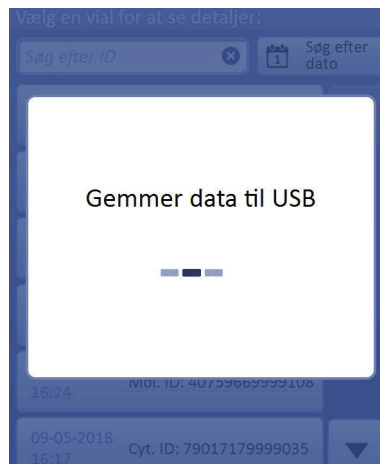 Vælg en vial for at se detaljer:
Søg efter ID
1
Søg efter
dato
Gemmer data til USB
16:24
Mol. ID: 40759669999108
09-05-2018
16:17
Cyt. ID: 79017179999035